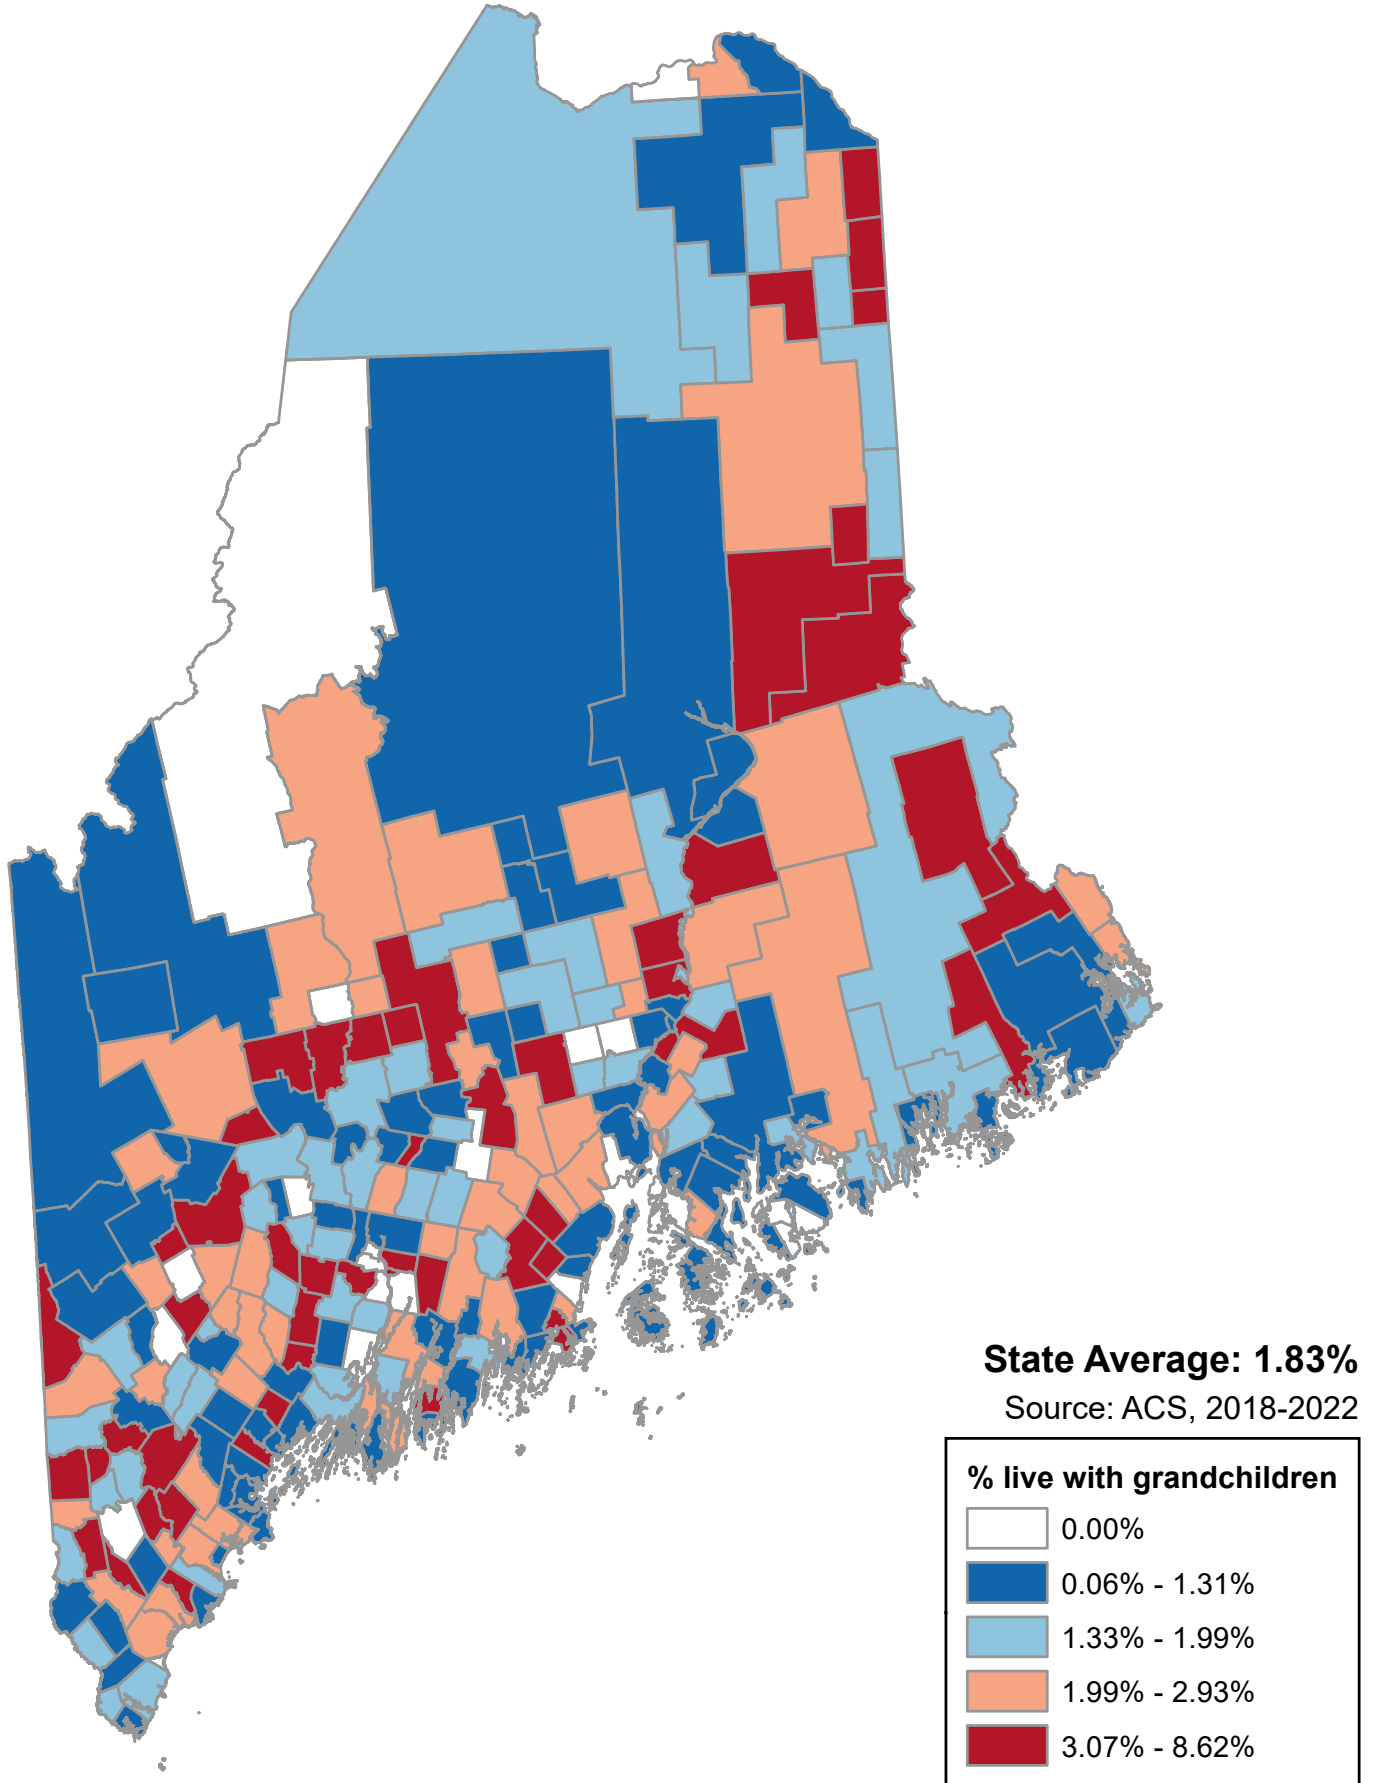 State Average: 1.83%
Source: ACS, 2018-2022
% live with grandchildren
0.00%
0.06% - 1.31%
1.33% - 1.99%
1.99% - 2.93%
3.07% - 8.62%